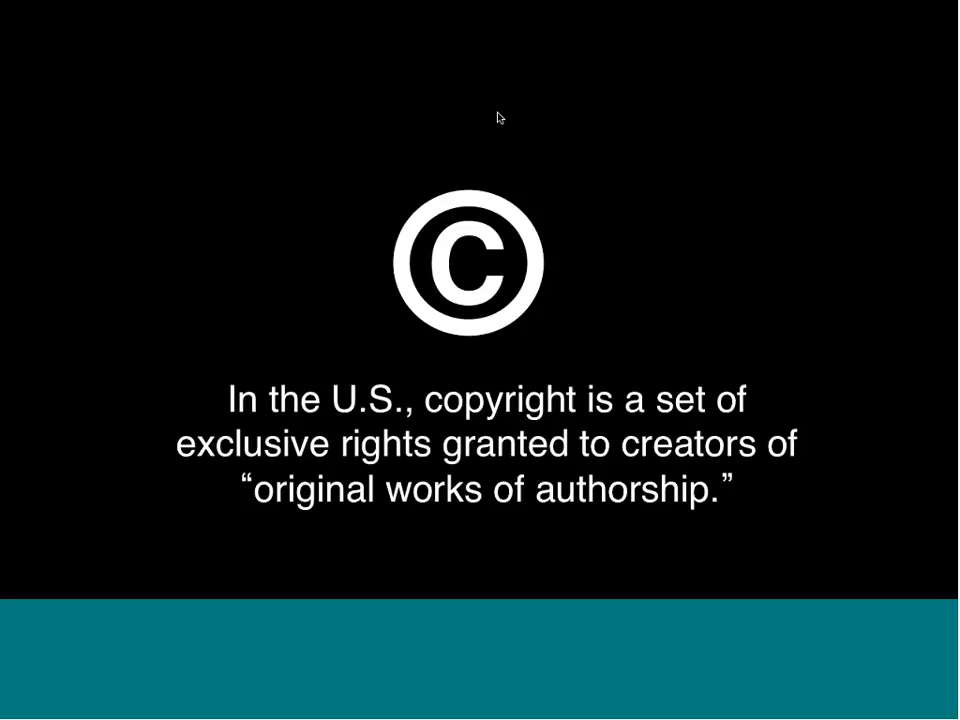 ©
In the U.S., copyright is a set of
exclusive rights granted to creators of
“original works of authorship.”